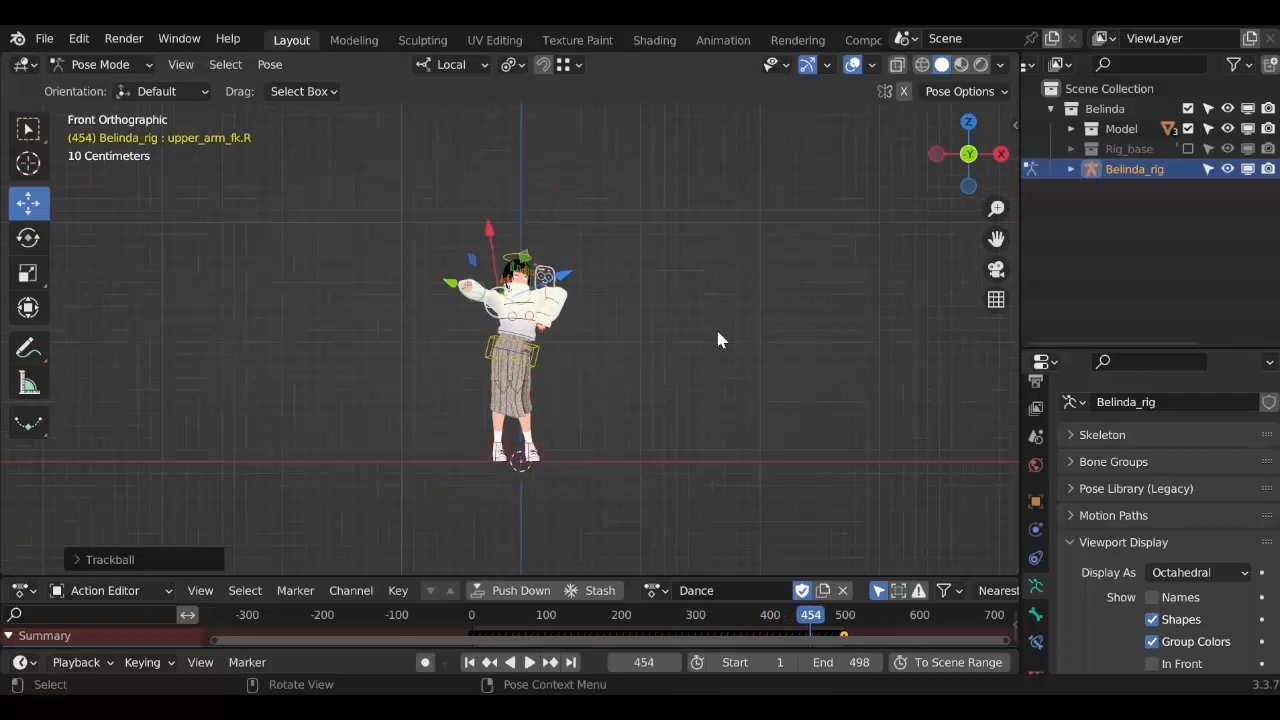 File Edit Render Window Help Layout Modeling Sculpting UV Editing Texture Paint Shading Animation Rendering Compc Scene ViewLayer
Pose Mode View Select Pose Local
Orientation: Default Drag: Select Box X Pose Options
Scene Collection
Belinda
Model 3
Rig_base
Belinda_rig
Front Orthographic
(454) Belinda_rig : upper_arm_fk.R
10 Centimeters
Z
-Y
X
Belinda_rig
Skeleton
Bone Groups
Pose Library (Legacy)
Motion Paths
Viewport Display
Display As Octahedral
Show Names
Shapes
Group Colors
In Front
Trackball
Action Editor View Select Marker Channel Key Push Down Stash Dance Nearest
-300 -200 -100 0 100 200 300 400 454 500 600 700
Summary
Playback Keying View Marker 454 Start 1 End 498 To Scene Range
Select Rotate View Pose Context Menu 3.3.7